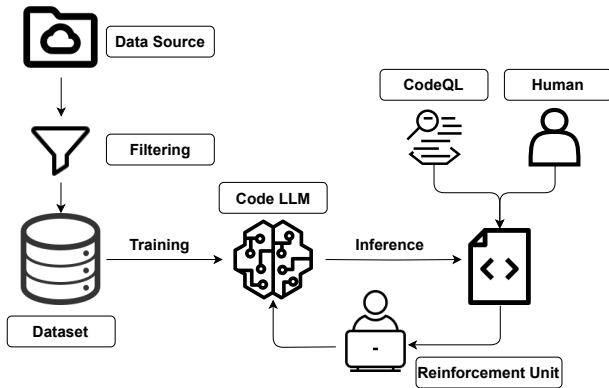 Data Source
CodeQL
Human
Filtering
Code LLM
Training
Inference
Dataset
Reinforcement Unit